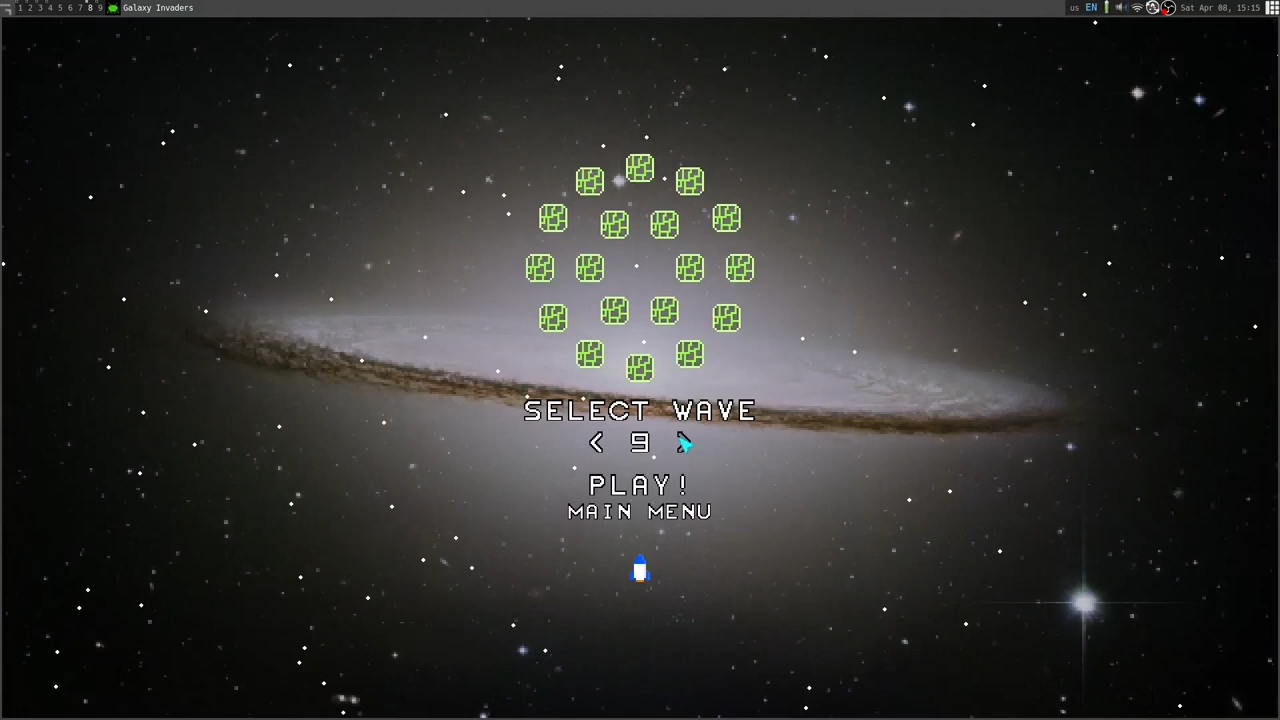 1 2 3 4 5 6 7 8 9 Galaxy Invaders us EN Sat Apr 08, 15:15
SELECT WAVE
< 9 >
PLAY!
MAIN MENU